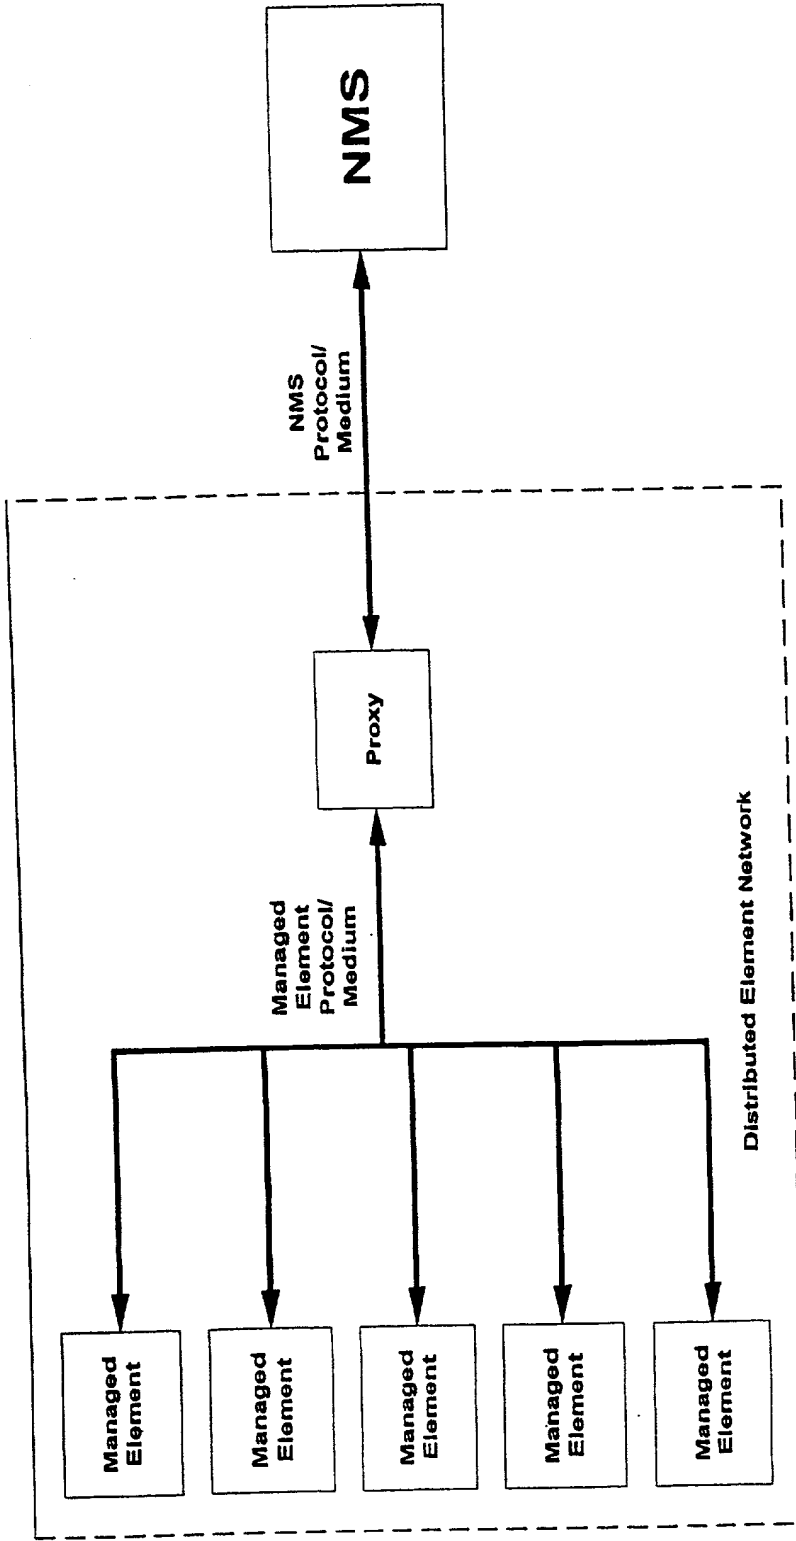 NMS
NMS
Protocol/
Medium
Proxy
Managed
Element
Protocol/
Medium
Distributed Element Network
Managed
Element
Managed
Element
Managed
Element
Managed
Element
Managed
Element